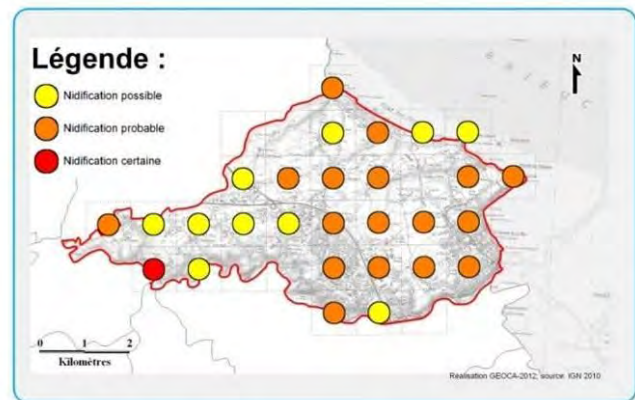 Légende :
Nidification possible
Nidification probable
Nidification certaine
N
0 1 2
Kilomètres
Réalisation GEOCA-2012, source: IGN 2010